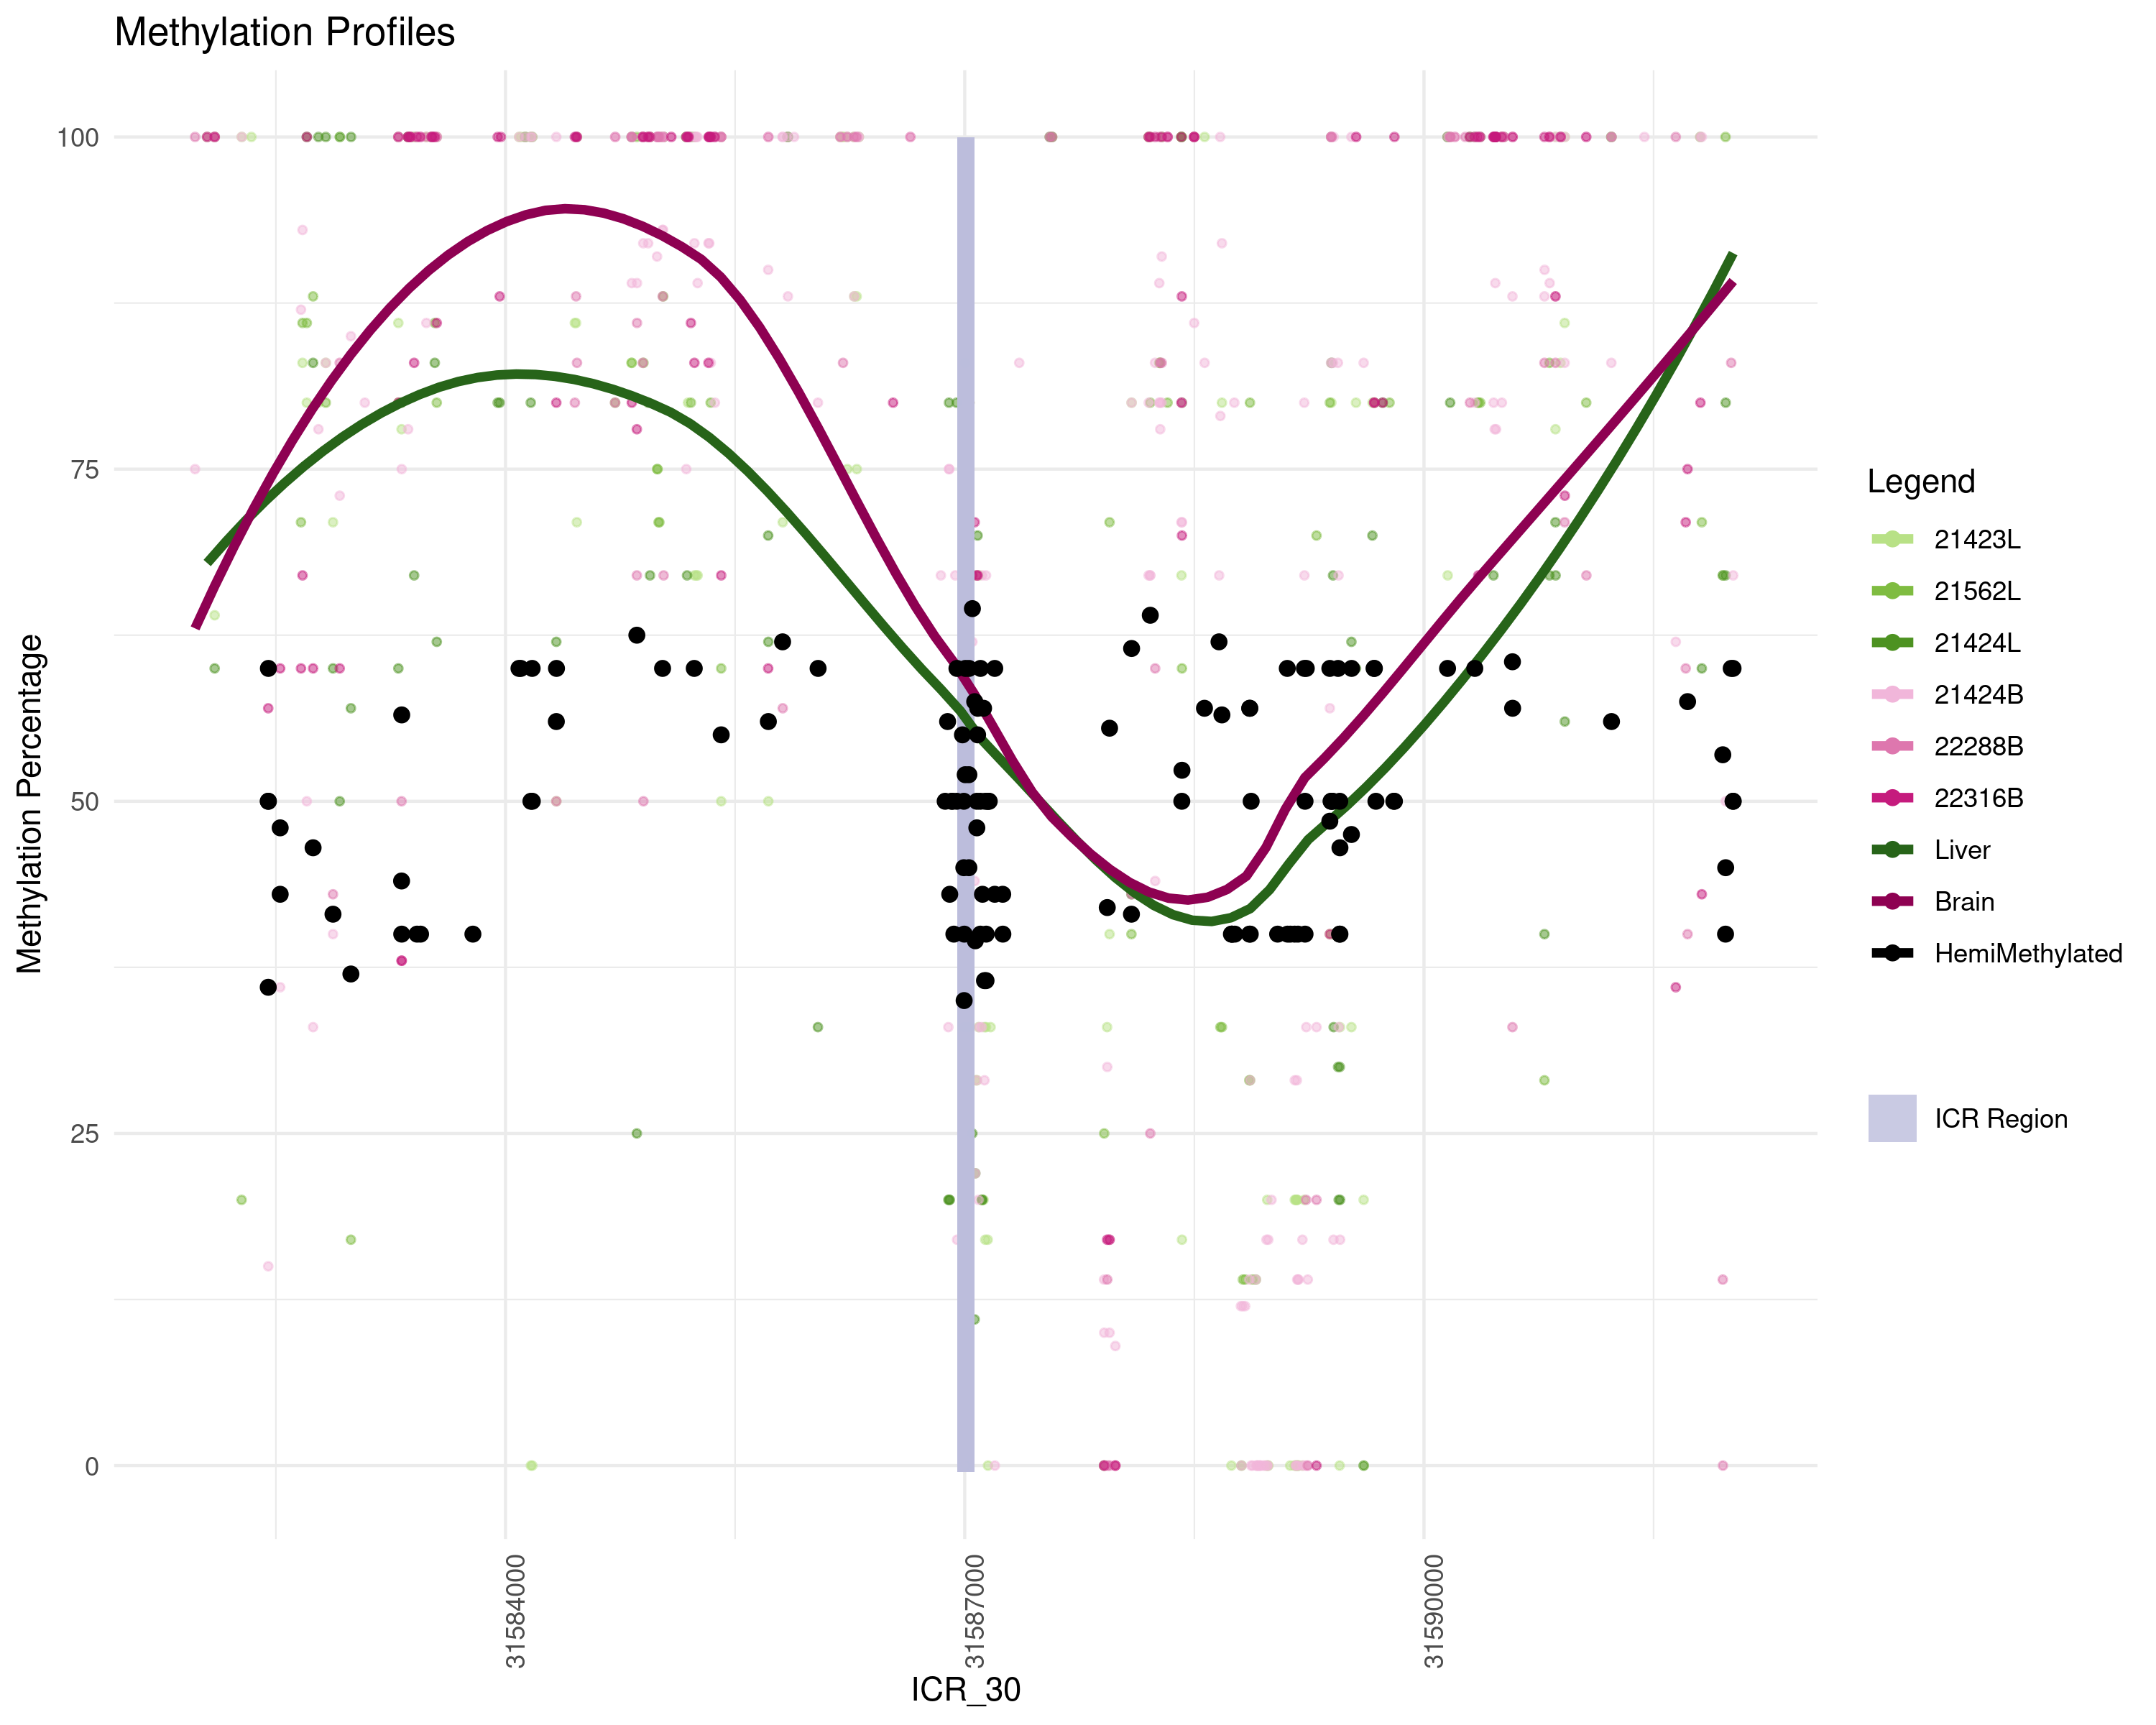 Methylation Profiles
Methylation Percentage
100
75
50
25
0
31584000
31587000
31590000
ICR_30
Legend
21423L
21562L
21424L
21424B
22288B
22316B
Liver
Brain
HemiMethylated
ICR Region